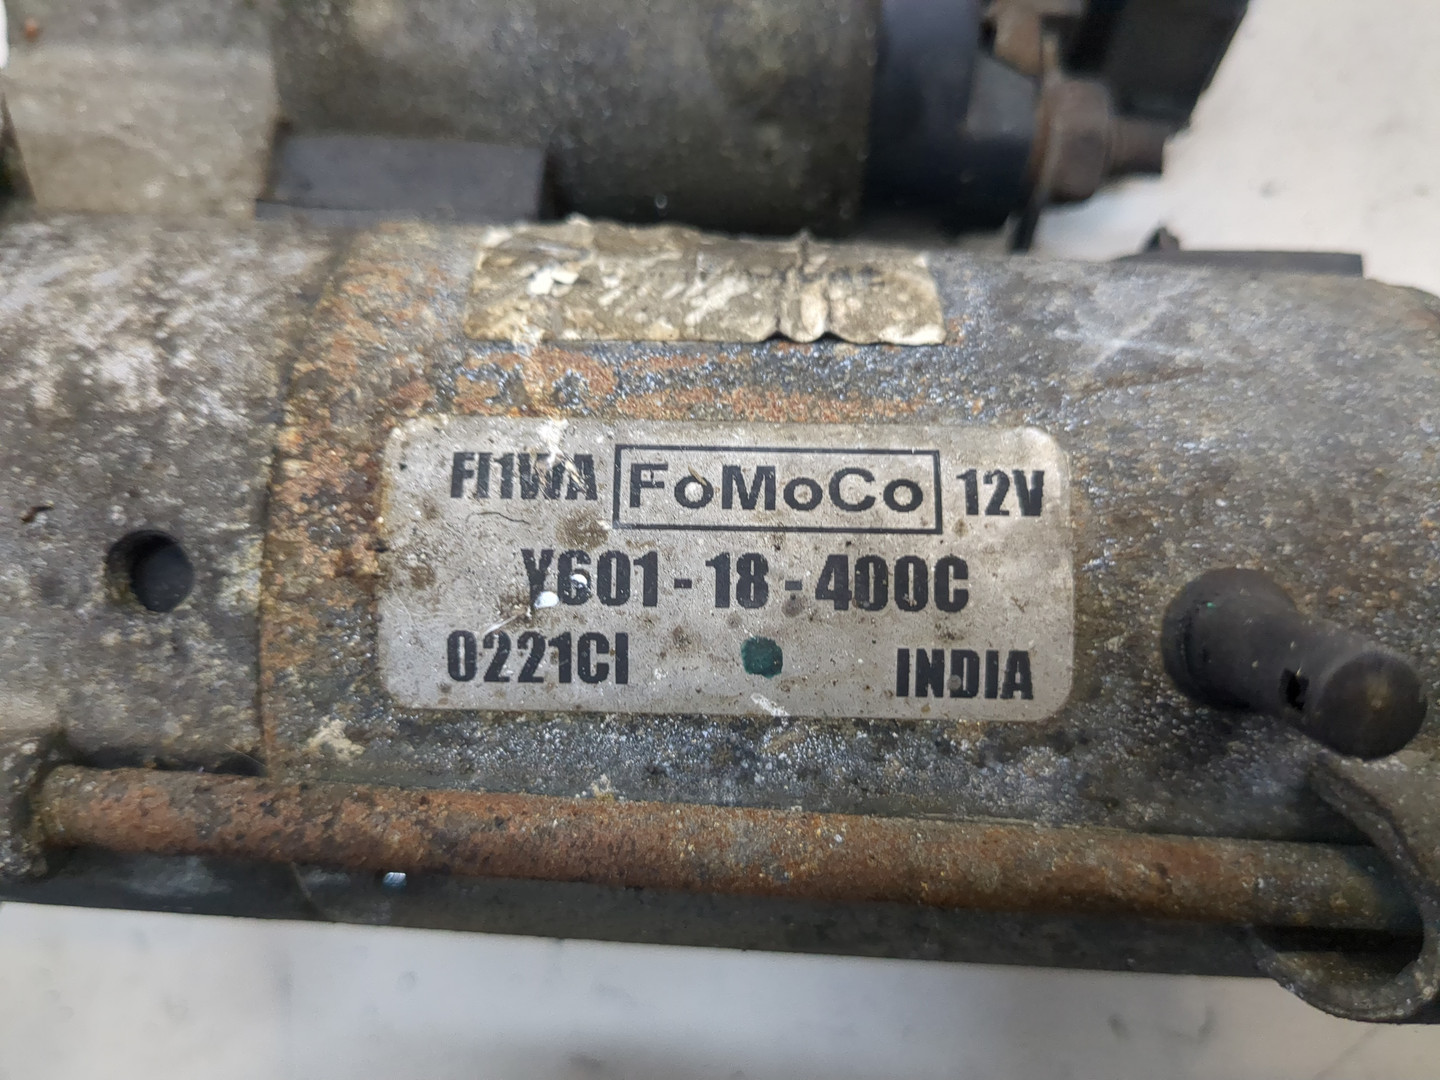 FI1WA FoMoCo 12V
Y601-18-400C
0221CI INDIA